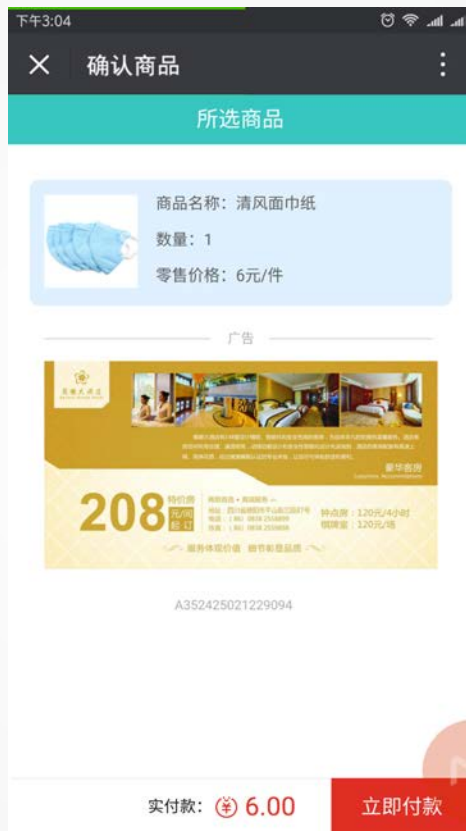 下午3:04
确认商品
所选商品
商品名称：清风面巾纸
数量：1
零售价格：6元/件
广告
豪华客房
208
特价房
元/间
起 订
钟点房：120元/4小时
棋牌室：120元/场
服务体现价值 细节彰显品质
A352425021229094
实付款：
6.00
立即付款